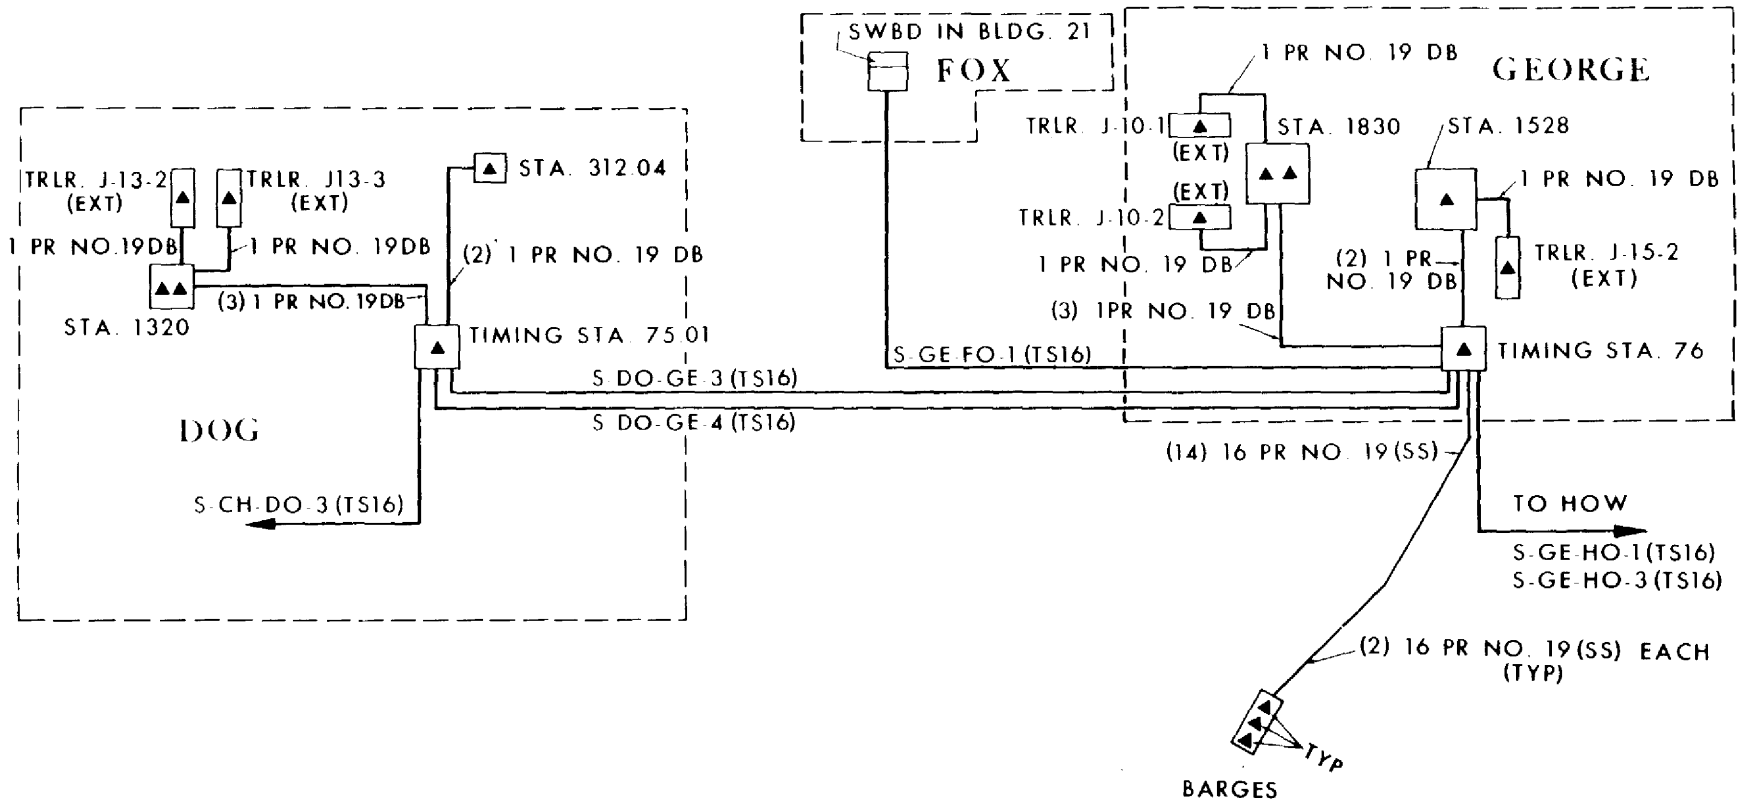 SWBD IN BLDG. 21
FOX
1 PR NO. 19 DB
GEORGE
TRLR. J-10-1
(EXT)
STA. 1830
STA. 1528
(EXT)
TRLR. J-10-2
1 PR NO. 19 DB
1 PR NO. 19 DB
(2) 1 PR
NO. 19 DB
TRLR. J-15-2
(EXT)
(3) 1PR NO. 19 DB
TIMING STA. 76
TRLR. J-13-2
(EXT)
TRLR. J13-3
(EXT)
STA. 312.04
1 PR NO. 19DB
1 PR NO. 19DB
(2) 1 PR NO. 19 DB
(3) 1 PR NO. 19DB
STA. 1320
TIMING STA. 75.01
S-GE-FO-1 (TS16)
S DO-GE-3 (TS16)
S DO-GE-4 (TS16)
DOG
S-CH-DO-3 (TS16)
(14) 16 PR NO. 19 (SS)
TO HOW
S-GE-HO-1 (TS16)
S-GE-HO-3 (TS16)
(2) 16 PR NO. 19 (SS) EACH
(TYP)
TYP
BARGES